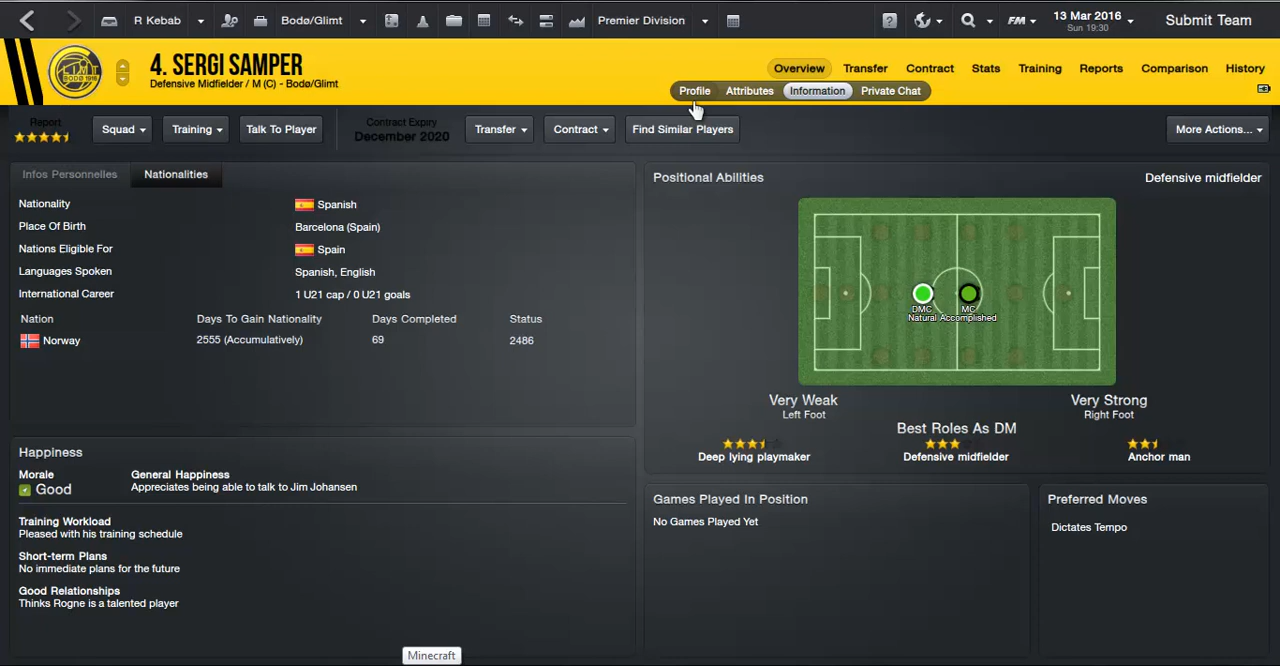 R Kebab
Bodø/Glimt
Premier Division
FM
13 Mar 2016
Sun 19:30
Submit Team
4. SERGI SAMPER
Defensive Midfielder / M (C) - Bodø/Glimt
Overview
Transfer
Contract
Stats
Training
Reports
Comparison
History
Profile
Attributes
Information
Private Chat
Report
Squad
Training
Talk To Player
Contract Expiry
December 2020
Transfer
Contract
Find Similar Players
More Actions...
Infos Personnelles
Nationalities
Nationality Spanish
Place Of Birth Barcelona (Spain)
Nations Eligible For Spain
Languages Spoken Spanish, English
International Career 1 U21 cap / 0 U21 goals
Nation Days To Gain Nationality Days Completed Status
Norway 2555 (Accumulatively) 69 2486
Happiness
Morale
Good
General Happiness
Appreciates being able to talk to Jim Johansen
Training Workload
Pleased with his training schedule
Short-term Plans
No immediate plans for the future
Good Relationships
Thinks Rogne is a talented player
Positional Abilities
Defensive midfielder
DMC
Natural
MC
Accomplished
Very Weak
Left Foot
Very Strong
Right Foot
Best Roles As DM
Deep lying playmaker
Defensive midfielder
Anchor man
Games Played In Position
No Games Played Yet
Preferred Moves
Dictates Tempo
Minecraft